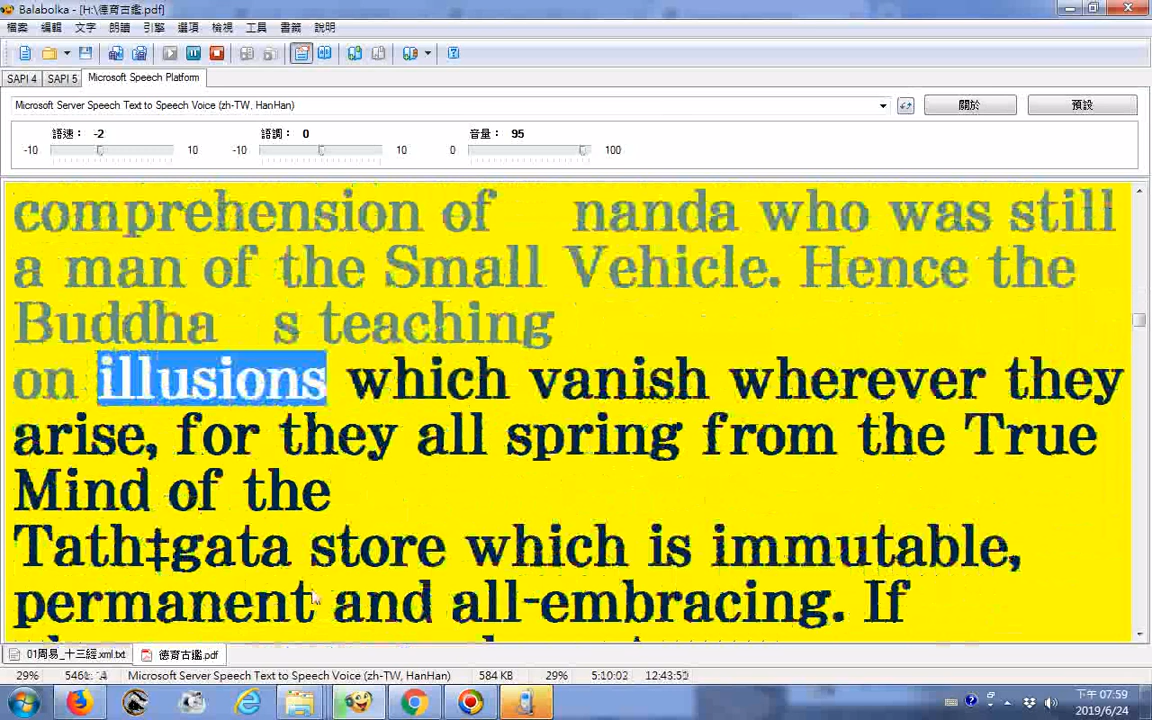 Balabolka - [H:\德育古鑑.pdf]
檔案 編輯 文字 朗讀 引擎 選項 檢視 工具 書籤 說明
SAPI 4 SAPI 5 Microsoft Speech Platform
Microsoft Server Speech Text to Speech Voice (zh-TW, HanHan) 關於 預設
語速： -2 語調： 0 音量： 95
-10 10 -10 10 0 100
comprehension of nanda who was still
a man of the Small Vehicle. Hence the
Buddha s teaching
on illusions which vanish wherever they
arise, for they all spring from the True
Mind of the
Tath‡gata store which is immutable,
permanent and all-embracing. If
01周易_十三經.xml.txt 德育古鑑.pdf
29% Microsoft Server Speech Text to Speech Voice (zh-TW, HanHan) 584 KB 29% 5:10:02 12:43:51
下午 07:59
2019/6/24